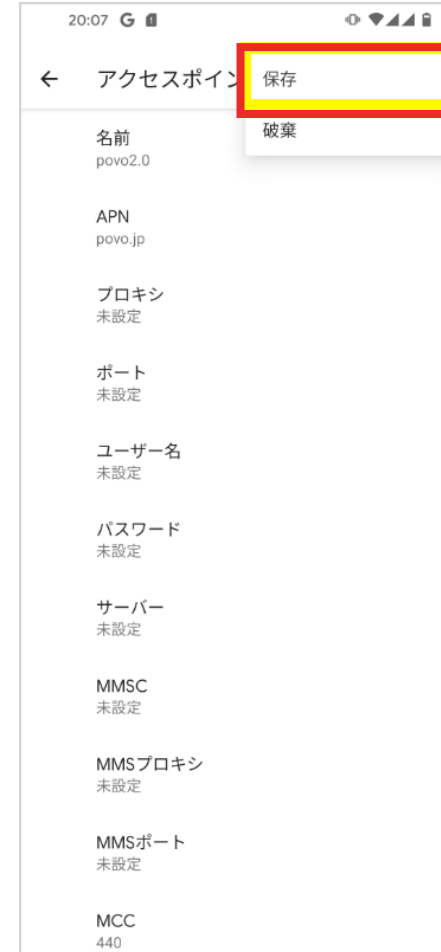 20:07 G
アクセスポイン
保存
破棄
名前
povo2.0
APN
povo.jp
プロキシ
未設定
ポート
未設定
ユーザー名
未設定
パスワード
未設定
サーバー
未設定
MMSC
未設定
MMSプロキシ
未設定
MMSポート
未設定
MCC
440